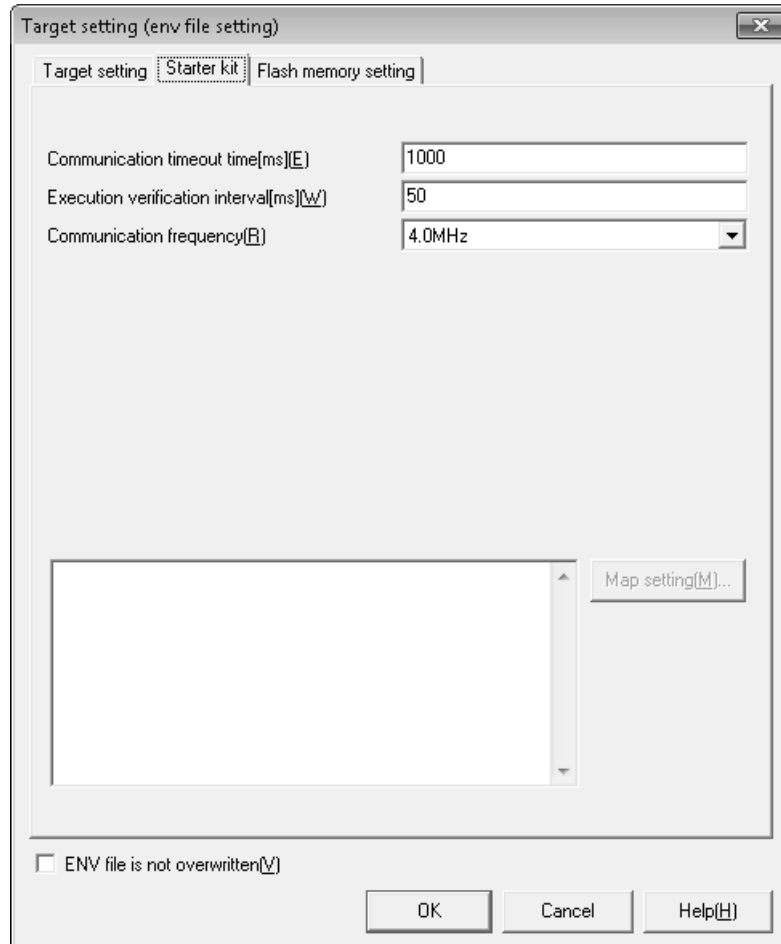 Target setting (env file setting)
Target setting Starter kit Flash memory setting
Communication timeout time[ms](E) 1000
Execution verification interval[ms](W) 50
Communication frequency(R) 4.0MHz
Map setting(M)...
ENV file is not overwritten(V)
OK Cancel Help(H)